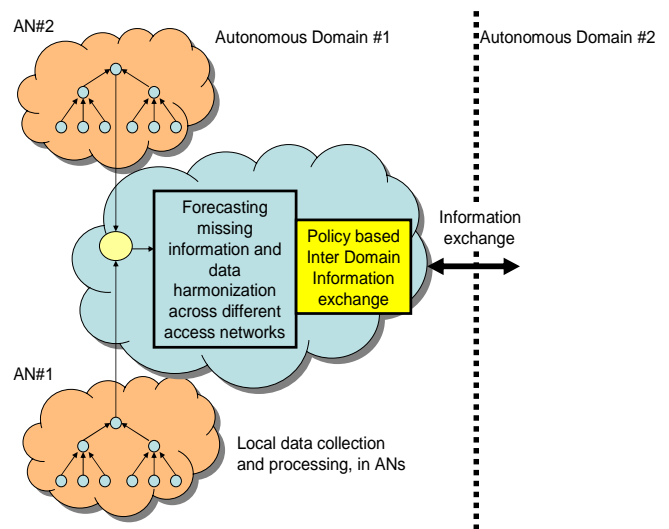 AN#2
Autonomous Domain #1
Autonomous Domain #2
Forecasting
missing
information and
data
harmonization
across different
access networks
Policy based
Inter Domain
Information
exchange
Information
exchange
AN#1
Local data collection
and processing, in ANs